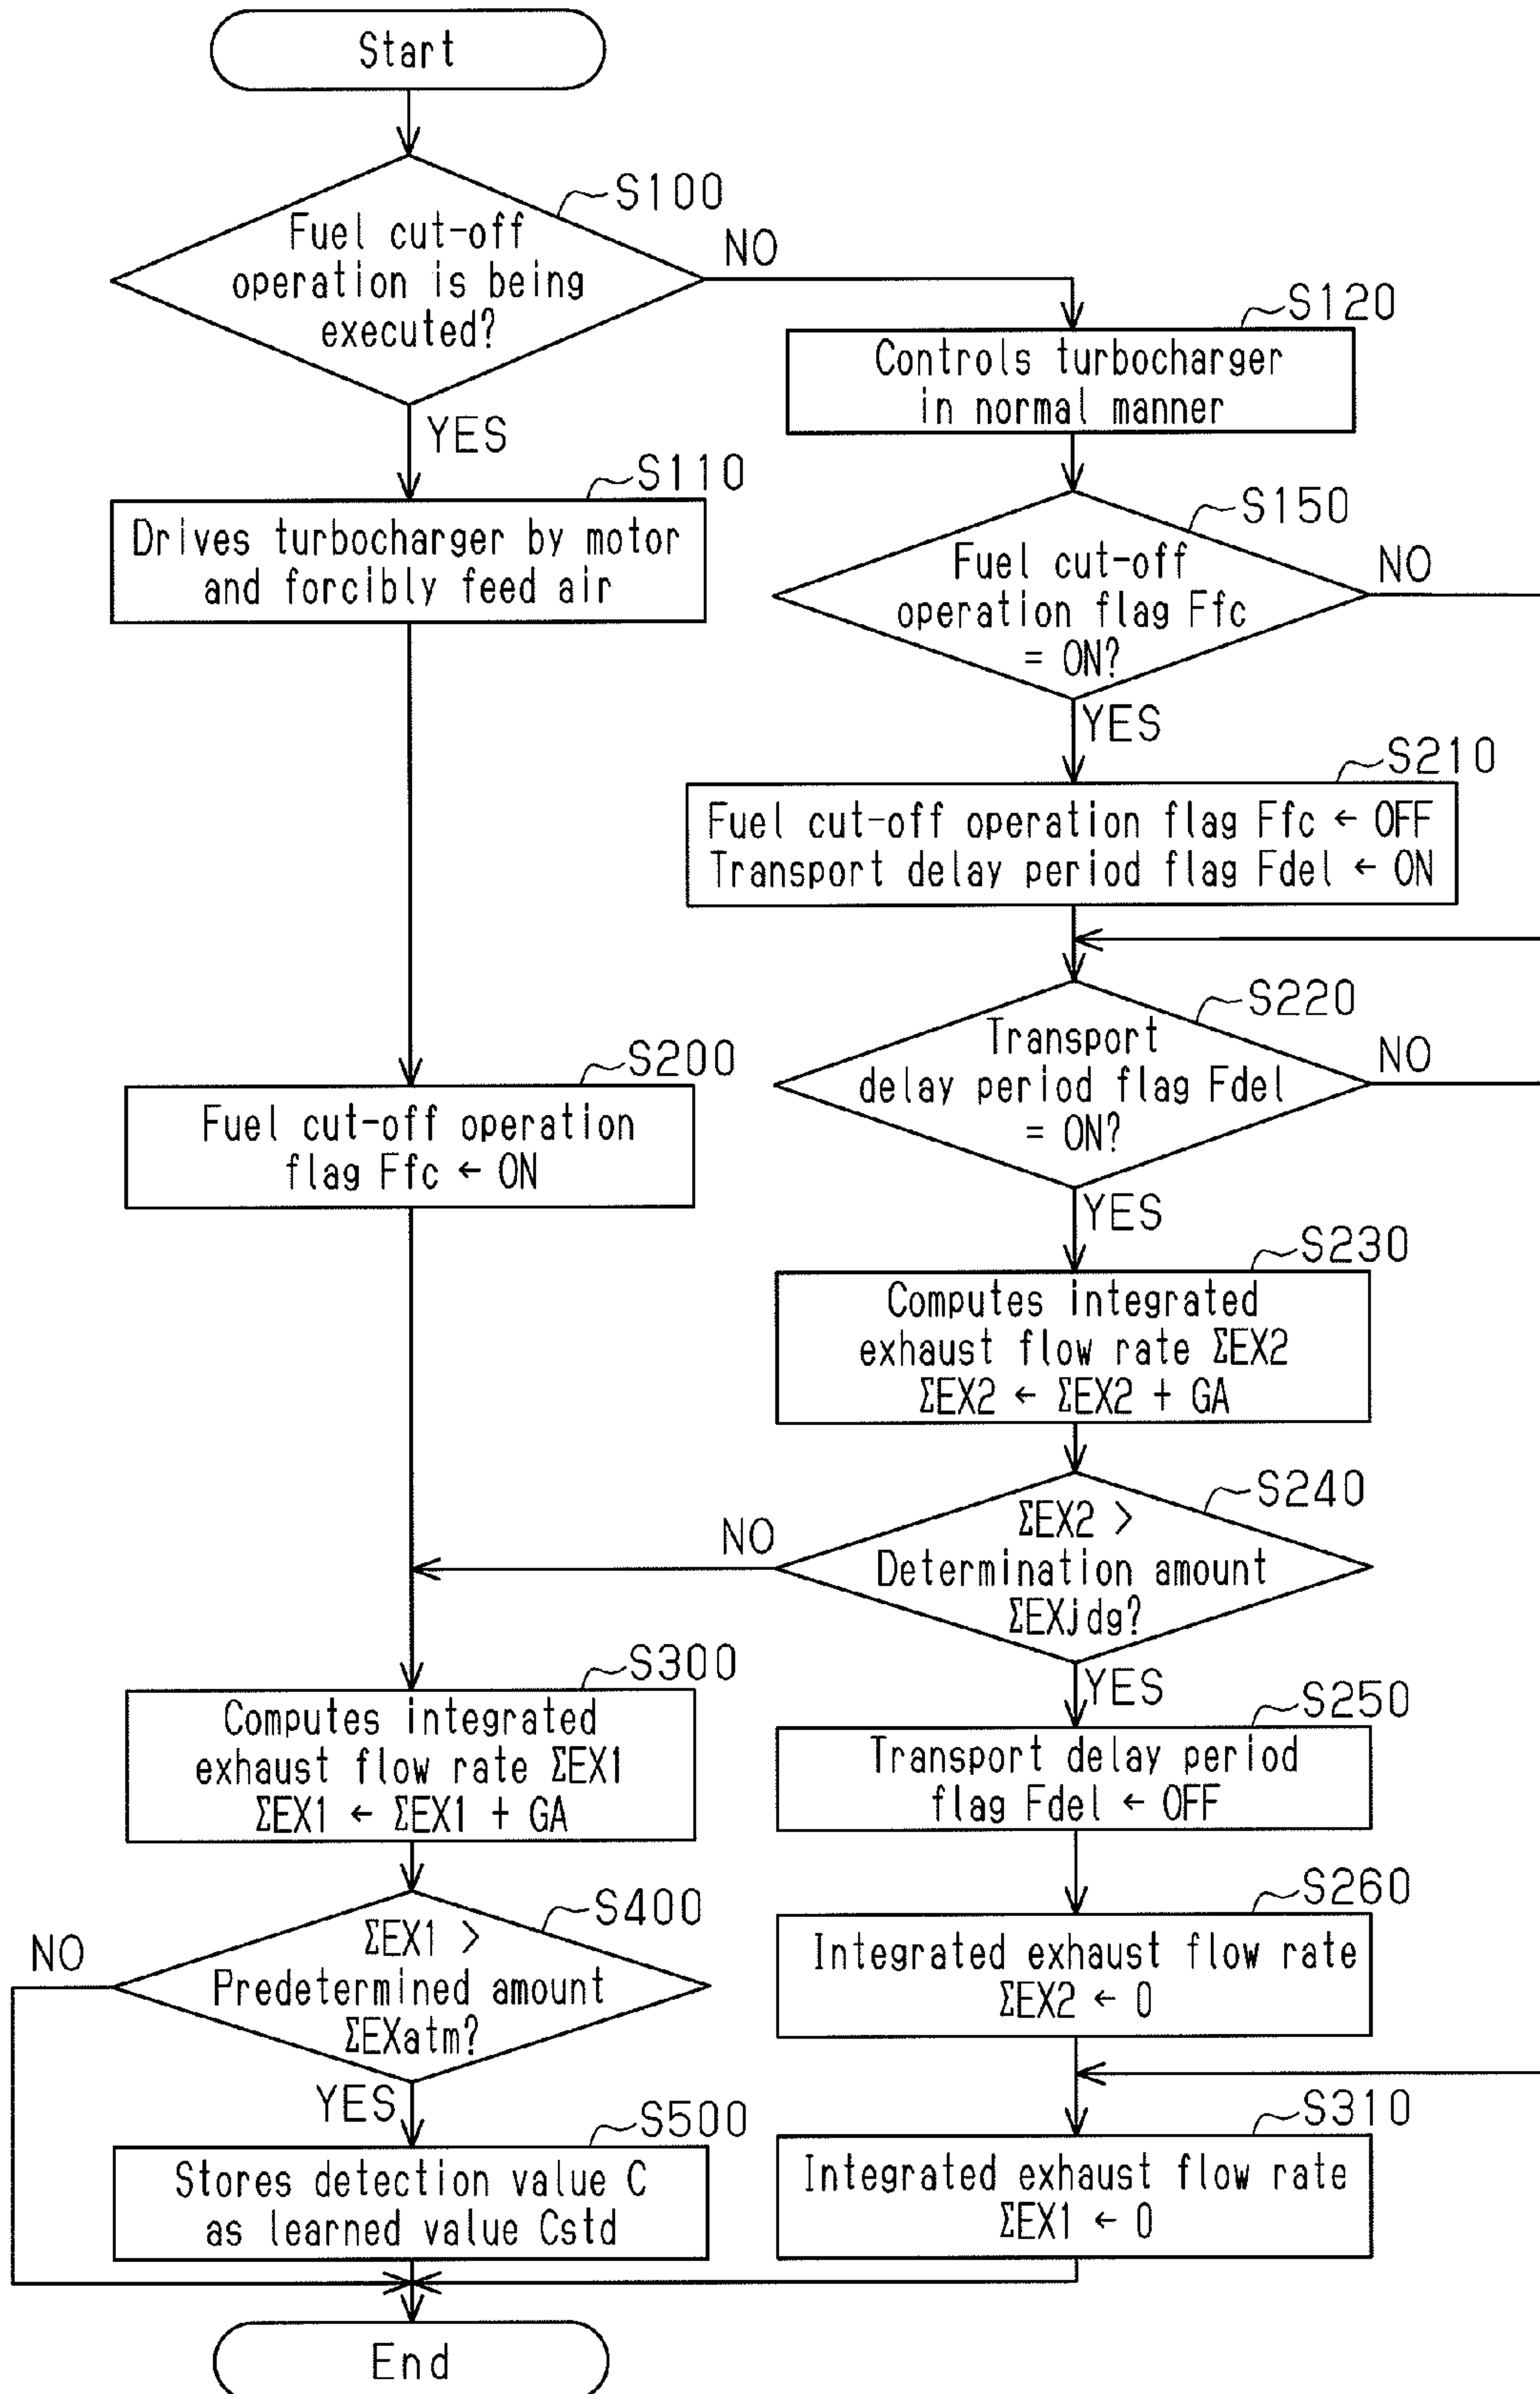 Start
S100
Fuel cut-off
operation is being
executed?
NO
YES
S120
Controls turbocharger
in normal manner
S110
Drives turbocharger by motor
and forcibly feed air
S150
Fuel cut-off
operation flag Ffc
= ON?
NO
YES
S210
Fuel cut-off operation flag Ffc ← OFF
Transport delay period flag Fdel ← ON
S220
Transport
delay period flag Fdel
= ON?
NO
YES
S200
Fuel cut-off operation
flag Ffc ← ON
S230
Computes integrated
exhaust flow rate ΣEX2
ΣEX2 ← ΣEX2 + GA
S240
ΣEX2 >
Determination amount
ΣEXjdg?
NO
YES
S300
Computes integrated
exhaust flow rate ΣEX1
ΣEX1 ← ΣEX1 + GA
S250
Transport delay period
flag Fdel ← OFF
S400
ΣEX1 >
Predetermined amount
ΣEXatm?
NO
YES
S260
Integrated exhaust flow rate
ΣEX2 ← 0
S500
Stores detection value C
as learned value Cstd
S310
Integrated exhaust flow rate
ΣEX1 ← 0
End